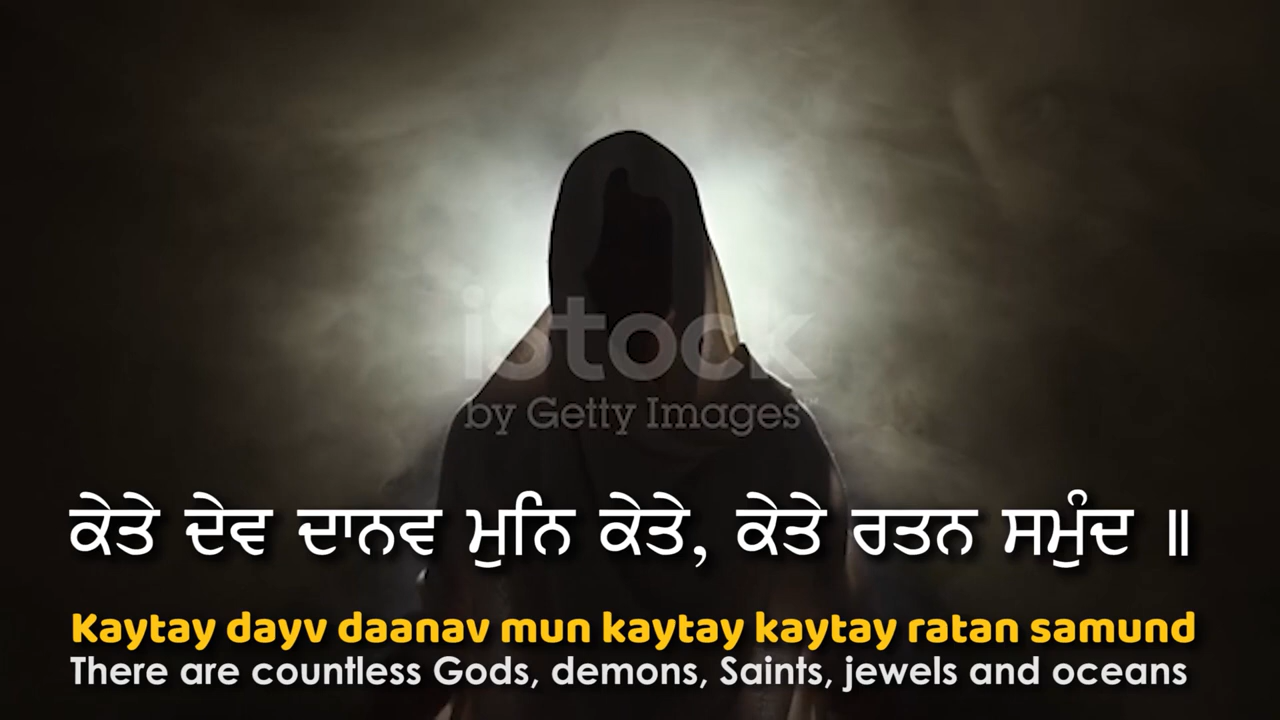 iStock
by Getty Images™
ਕੇਤੇ ਦੇਵ ਦਾਨਵ ਮੁਨਿ ਕੇਤੇ, ਕੇਤੇ ਰਤਨ ਸਮੁੰਦ ॥
Kaytay dayv daanav mun kaytay kaytay ratan samund
There are countless Gods, demons, Saints, jewels and oceans